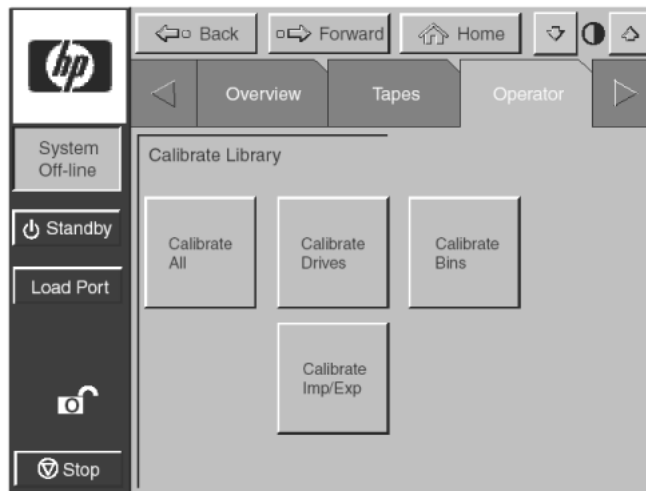 hp
Back
Forward
Home
Overview
Tapes
Operator
System
Off-line
Standby
Load Port
Stop
Calibrate Library
Calibrate
All
Calibrate
Drives
Calibrate
Bins
Calibrate
Imp/Exp